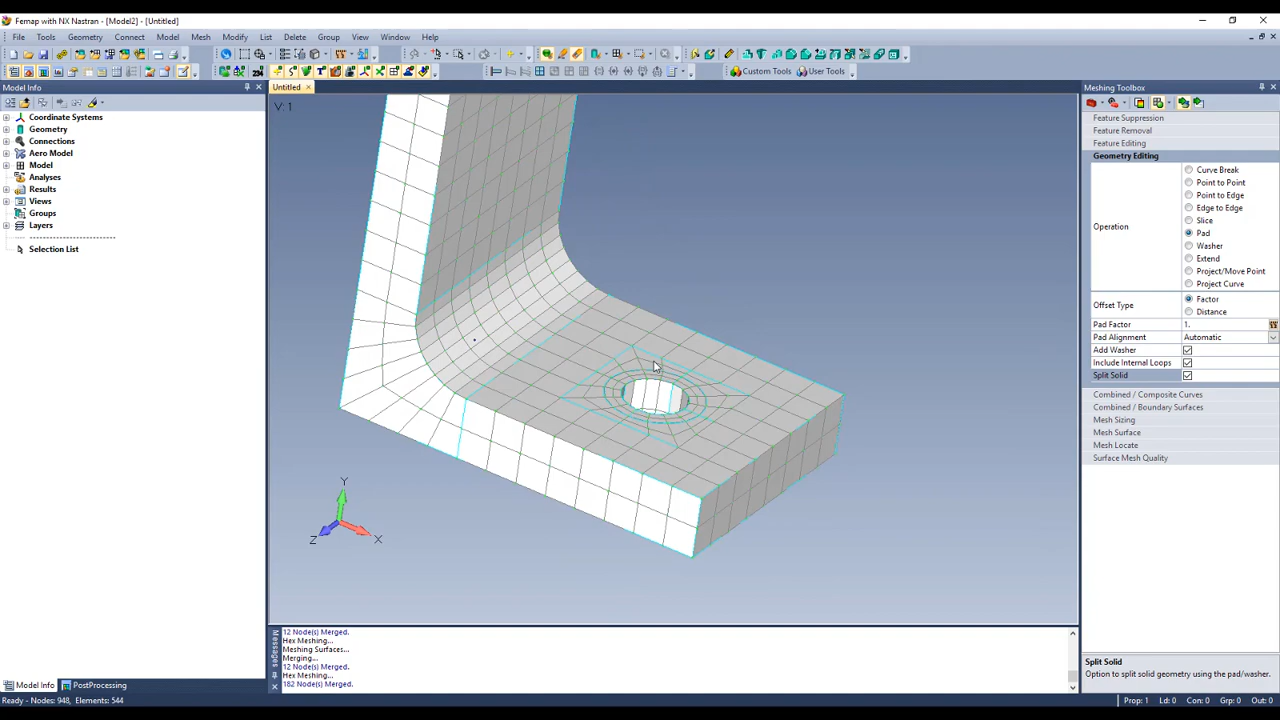 Femap with NX Nastran - [Model2] - [Untitled]
File Tools Geometry Connect Model Mesh Modify List Delete Group View Window Help
Custom Tools User Tools
Model Info
Coordinate Systems
Geometry
Connections
Aero Model
Model
Analyses
Results
Views
Groups
Layers
Selection List
Model Info PostProcessing
Untitled
V: 1
Y
Z
X
Messages
12 Node(s) Merged.
Hex Meshing...
Meshing Surfaces...
Merging...
12 Node(s) Merged.
Hex Meshing...
182 Node(s) Merged.
Meshing Toolbox
Feature Suppression
Feature Removal
Feature Editing
Geometry Editing
Operation
Curve Break
Point to Point
Point to Edge
Edge to Edge
Slice
Pad
Washer
Extend
Project/Move Point
Project Curve
Offset Type
Factor
Distance
Pad Factor 1.
Pad Alignment Automatic
Add Washer
Include Internal Loops
Split Solid
Combined / Composite Curves
Combined / Boundary Surfaces
Mesh Sizing
Mesh Surface
Mesh Locate
Surface Mesh Quality
Split Solid
Option to split solid geometry using the pad/washer.
Ready - Nodes: 948, Elements: 544
Prop: 1 Ld: 0 Con: 0 Grp: 0 Out: 0